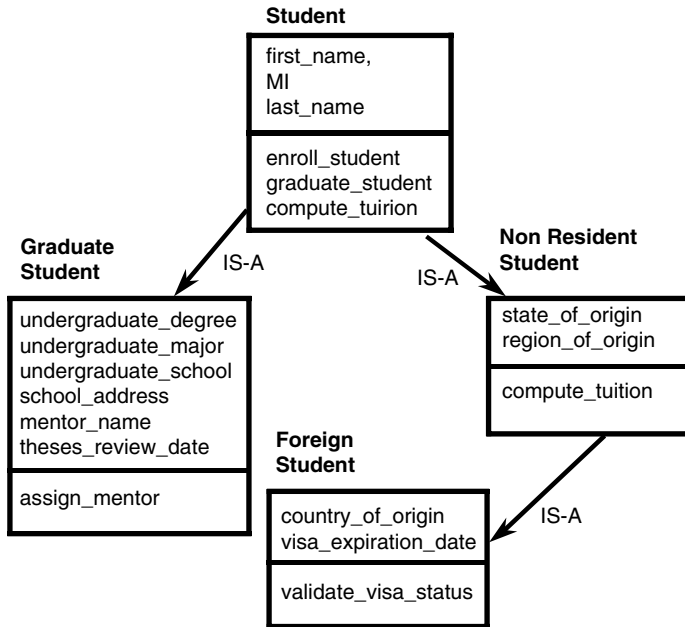 Student
first_name,
MI
last_name
enroll_student
graduate_student
compute_tuirion
Graduate
Student
IS-A
IS-A
Non Resident
Student
undergraduate_degree
undergraduate_major
undergraduate_school
school_address
mentor_name
theses_review_date
assign_mentor
state_of_origin
region_of_origin
compute_tuition
Foreign
Student
IS-A
country_of_origin
visa_expiration_date
validate_visa_status